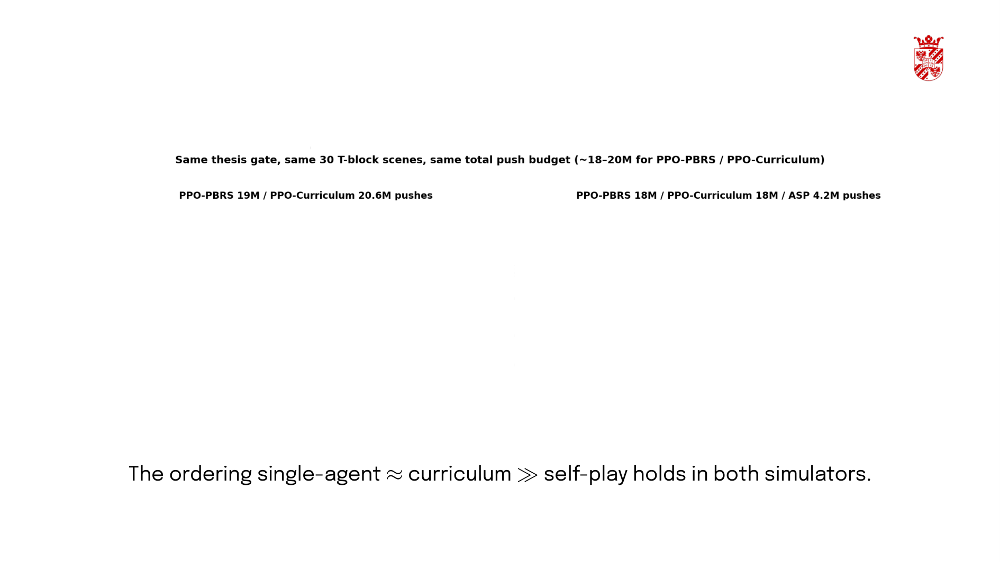 Same thesis gate, same 30 T-block scenes, same total push budget (~18–20M for PPO-PBRS / PPO-Curriculum)
PPO-PBRS 19M / PPO-Curriculum 20.6M pushes
PPO-PBRS 18M / PPO-Curriculum 18M / ASP 4.2M pushes
The ordering single-agent ≈ curriculum ≫ self-play holds in both simulators.